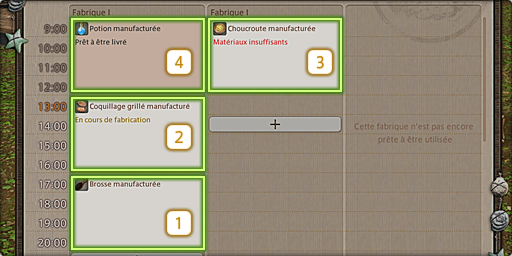 Fabrique I
Fabrique I
9:00
10:00
11:00
12:00
13:00
14:00
15:00
16:00
17:00
18:00
19:00
20:00
Potion manufacturée
Prêt à être livré
4
Choucroute manufacturée
Matériaux insuffisants
3
Coquillage grillé manufacturé
En cours de fabrication
2
Brosse manufacturée
1
+
Cette fabrique n'est pas encore
prête à être utilisée